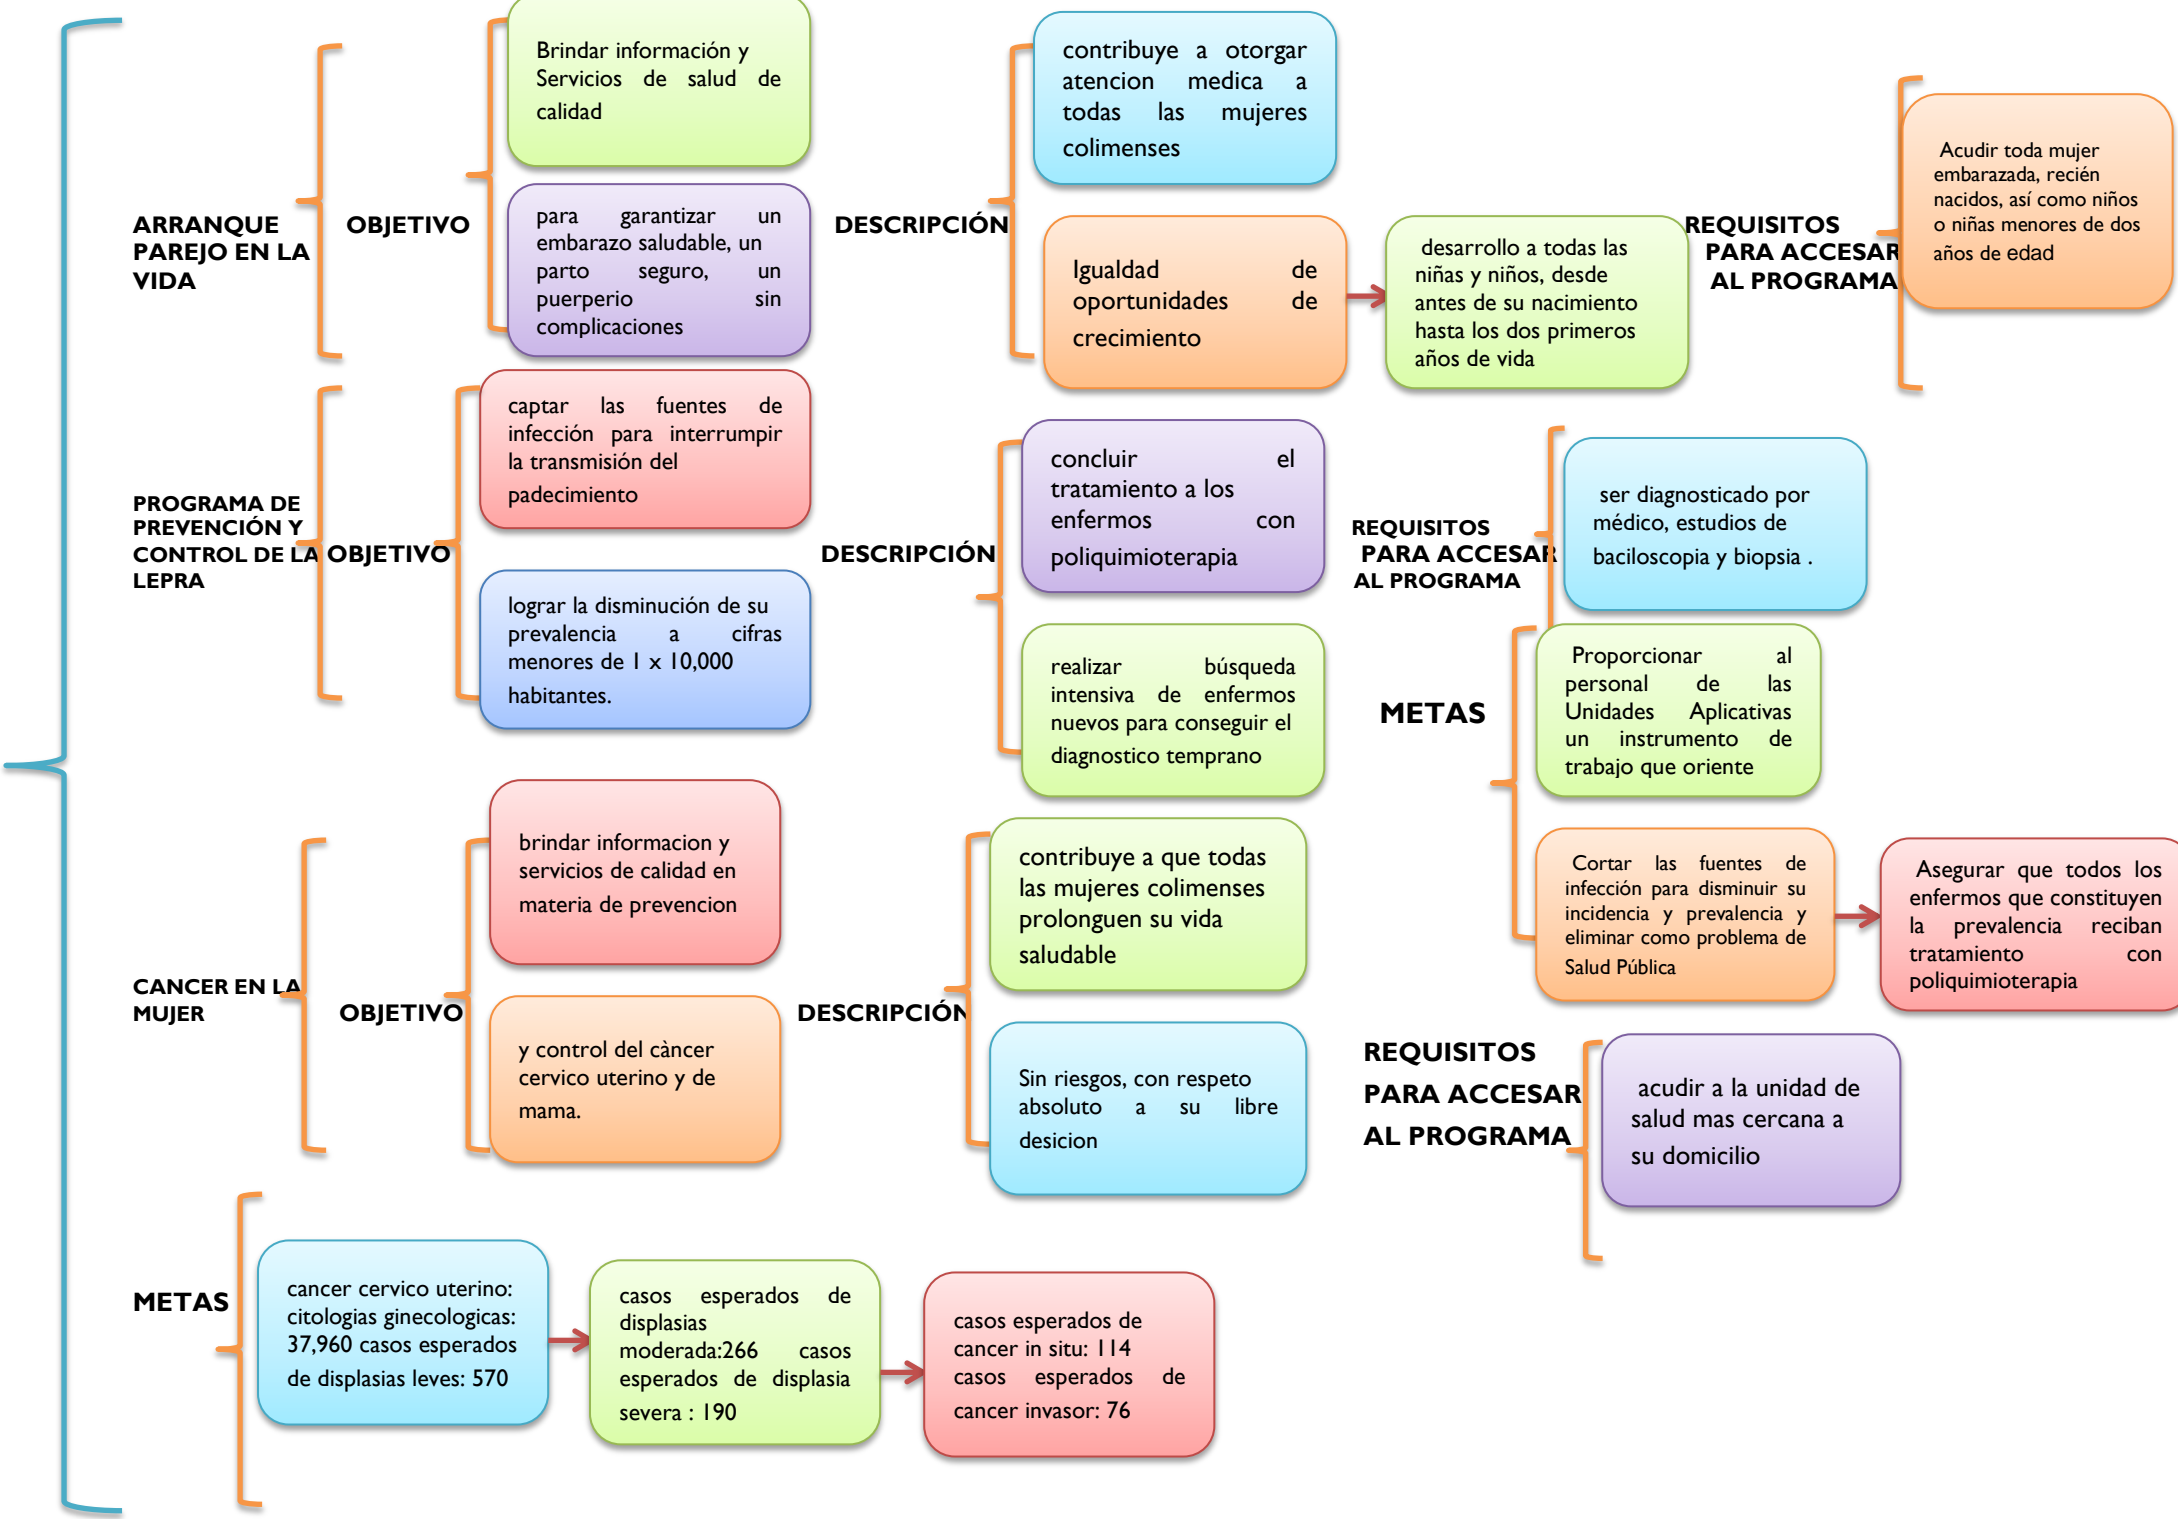 ARRANQUE
PAREJO EN LA
VIDA
OBJETIVO
Brindar información y
Servicios de salud de
calidad
para garantizar un
embarazo saludable, un
parto seguro, un
puerperio sin
complicaciones
DESCRIPCIÓN
contribuye a otorgar
atencion medica a
todas las mujeres
colimenses
Igualdad de
oportunidades de
crecimiento
desarrollo a todas las
niñas y niños, desde
antes de su nacimiento
hasta los dos primeros
años de vida
REQUISITOS
PARA ACCESAR
AL PROGRAMA
Acudir toda mujer
embarazada, recién
nacidos, así como niños
o niñas menores de dos
años de edad
PROGRAMA DE
PREVENCIÓN Y
CONTROL DE LA
LEPRA
OBJETIVO
captar las fuentes de
infección para interrumpir
la transmisión del
padecimiento
lograr la disminución de su
prevalencia a cifras
menores de 1 x 10,000
habitantes.
DESCRIPCIÓN
concluir el
tratamiento a los
enfermos con
poliquimioterapia
realizar búsqueda
intensiva de enfermos
nuevos para conseguir el
diagnostico temprano
REQUISITOS
PARA ACCESAR
AL PROGRAMA
ser diagnosticado por
médico, estudios de
baciloscopia y biopsia .
METAS
Proporcionar al
personal de las
Unidades Aplicativas
un instrumento de
trabajo que oriente
Cortar las fuentes de
infección para disminuir su
incidencia y prevalencia y
eliminar como problema de
Salud Pública
Asegurar que todos los
enfermos que constituyen
la prevalencia reciban
tratamiento con
poliquimioterapia
CANCER EN LA
MUJER
OBJETIVO
brindar informacion y
servicios de calidad en
materia de prevencion
y control del càncer
cervico uterino y de
mama.
DESCRIPCIÓN
contribuye a que todas
las mujeres colimenses
prolonguen su vida
saludable
Sin riesgos, con respeto
absoluto a su libre
desicion
REQUISITOS
PARA ACCESAR
AL PROGRAMA
acudir a la unidad de
salud mas cercana a
su domicilio
METAS
cancer cervico uterino:
citologias ginecologicas:
37,960 casos esperados
de displasias leves: 570
casos esperados de
displasias
moderada:266 casos
esperados de displasia
severa : 190
casos esperados de
cancer in situ: 114
casos esperados de
cancer invasor: 76